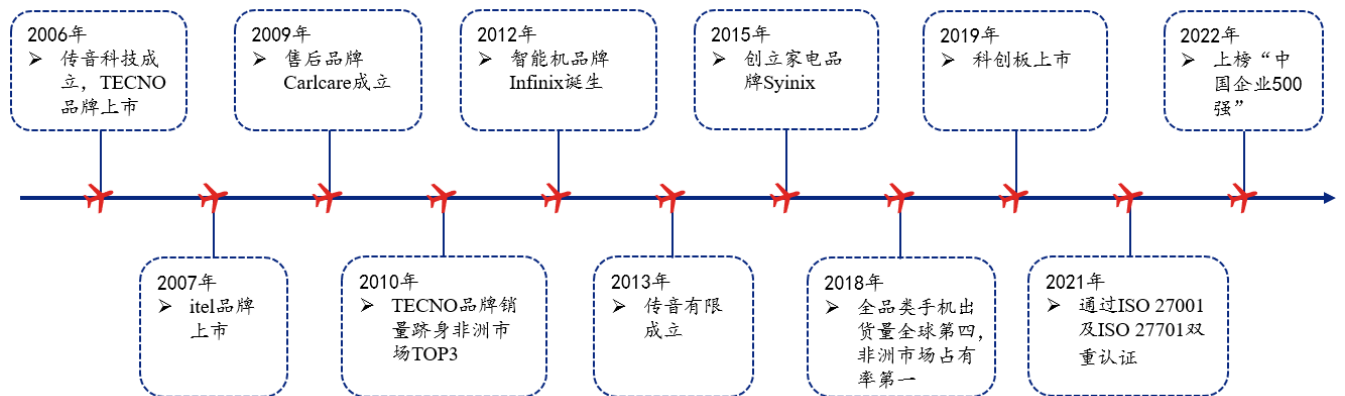 2006年
➢ 传音科技成
立，TECNO
品牌上市
2009年
➢ 售后品牌
Carlcare成立
2012年
➢ 智能机品牌
Infinix诞生
2015年
➢ 创立家电品
牌Syinix
2019年
➢ 科创板上市
2022年
➢ 上榜“中
国企业500
强”
2007年
➢ itel品牌
上市
2010年
➢ TECNO品牌销
量跻身非洲市
场TOP3
2013年
➢ 传音有限
成立
2018年
➢ 全品类手机出
货量全球第四，
非洲市场占有
率第一
2021年
➢ 通过ISO 27001
及ISO 27701双
重认证